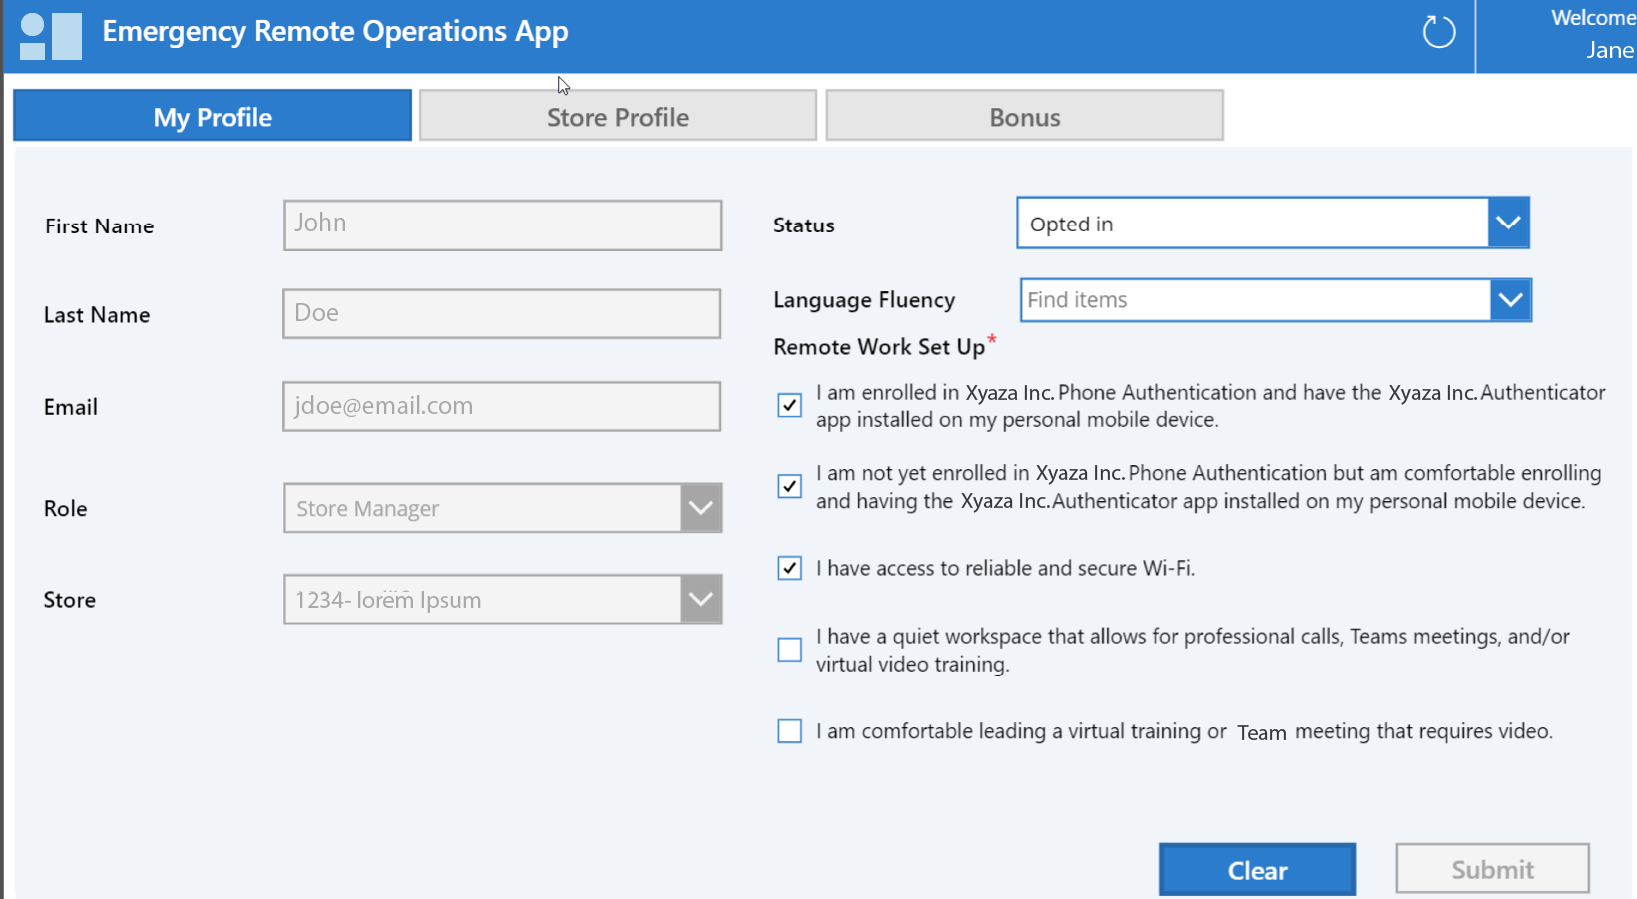 Emergency Remote Operations App
Welcome
Jane
My Profile
Store Profile
Bonus
First Name
John
Last Name
Doe
Email
jdoe@email.com
Role
Store Manager
Store
1234- lorem Ipsum
Status
Opted in
Language Fluency
Find items
Remote Work Set Up*
I am enrolled in Xyaza Inc. Phone Authentication and have the Xyaza Inc. Authenticator
app installed on my personal mobile device.
I am not yet enrolled in Xyaza Inc. Phone Authentication but am comfortable enrolling
and having the Xyaza Inc. Authenticator app installed on my personal mobile device.
I have access to reliable and secure Wi-Fi.
I have a quiet workspace that allows for professional calls, Teams meetings, and/or
virtual video training.
I am comfortable leading a virtual training or Team meeting that requires video.
Clear
Submit